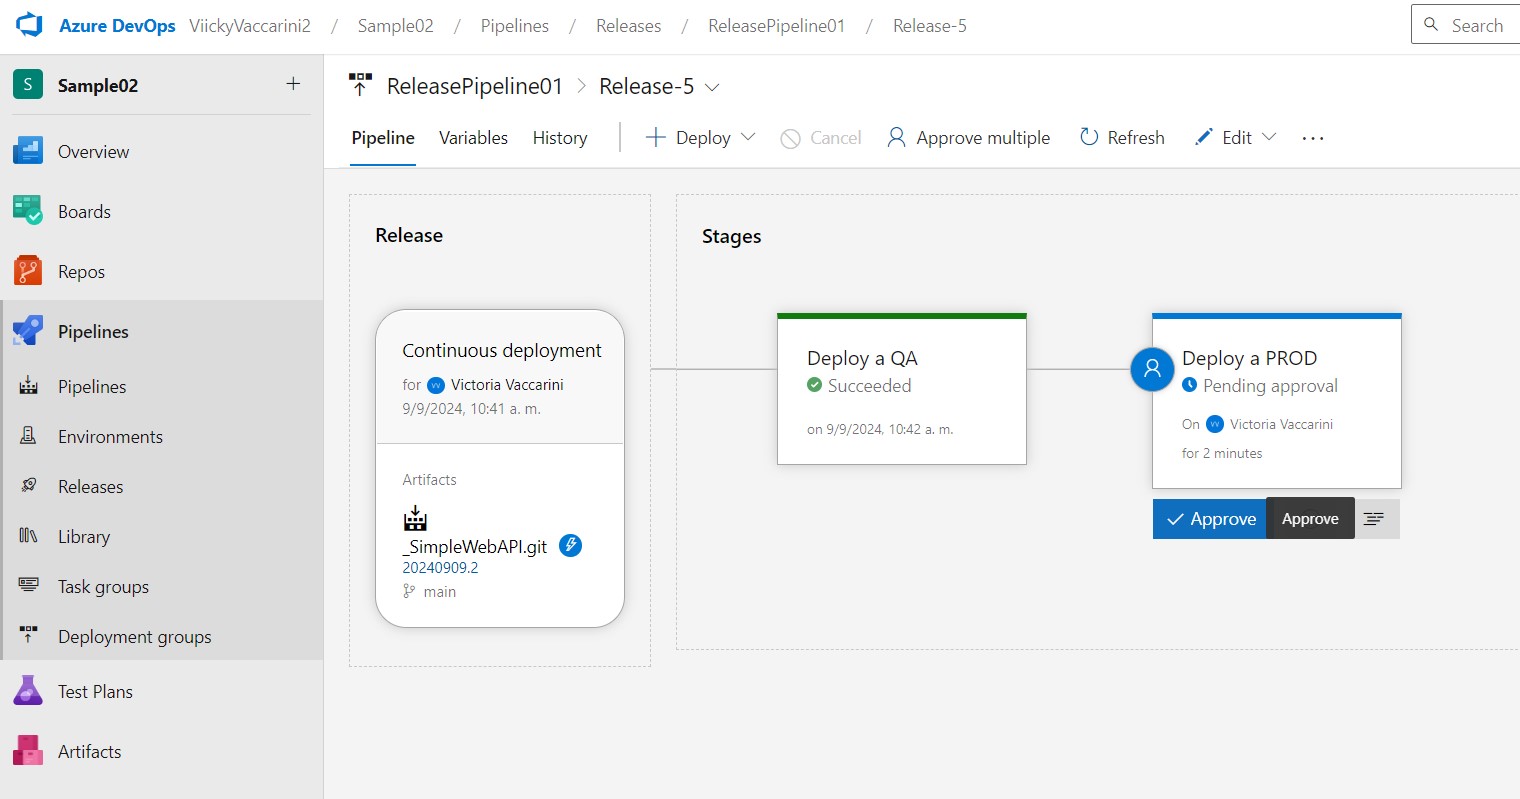 Azure DevOps ViickyVaccarini2 / Sample02 / Pipelines / Releases / ReleasePipeline01 / Release-5
Search
S Sample02 +
Overview
Boards
Repos
Pipelines
Pipelines
Environments
Releases
Library
Task groups
Deployment groups
Test Plans
Artifacts
ReleasePipeline01 > Release-5
Pipeline Variables History Deploy Cancel Approve multiple Refresh Edit ...
Release
Continuous deployment
for VV Victoria Vaccarini
9/9/2024, 10:41 a. m.
Artifacts
_SimpleWebAPI.git
20240909.2
main
Stages
Deploy a QA
Succeeded
on 9/9/2024, 10:42 a. m.
Deploy a PROD
Pending approval
On VV Victoria Vaccarini
for 2 minutes
Approve
Approve